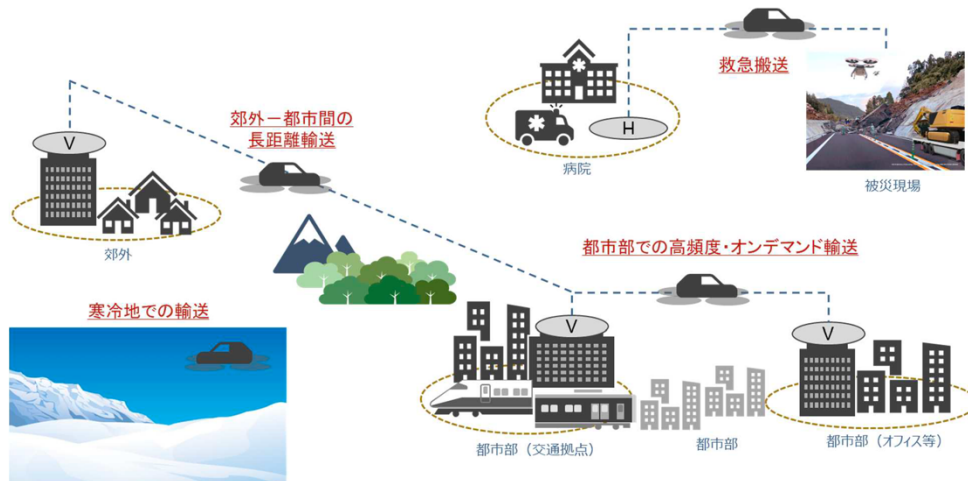 救急搬送
郊外－都市間の
長距離輸送
V
H
病院
被災現場
郊外
都市部での高頻度・オンデマンド輸送
寒冷地での輸送
V
V
都市部（交通拠点）
都市部
都市部（オフィス等）